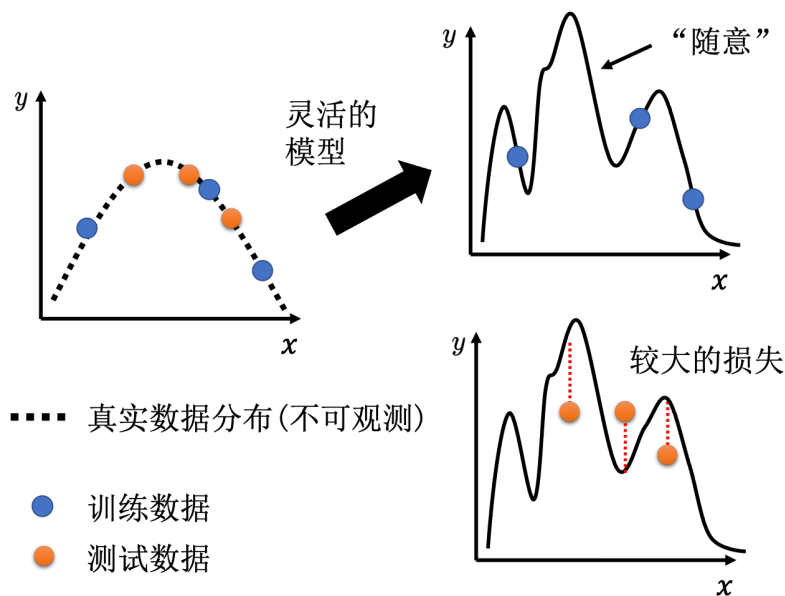 y
x
灵活的
模型
y
“随意”
x
y
较大的损失
x
真实数据分布(不可观测)
训练数据
测试数据